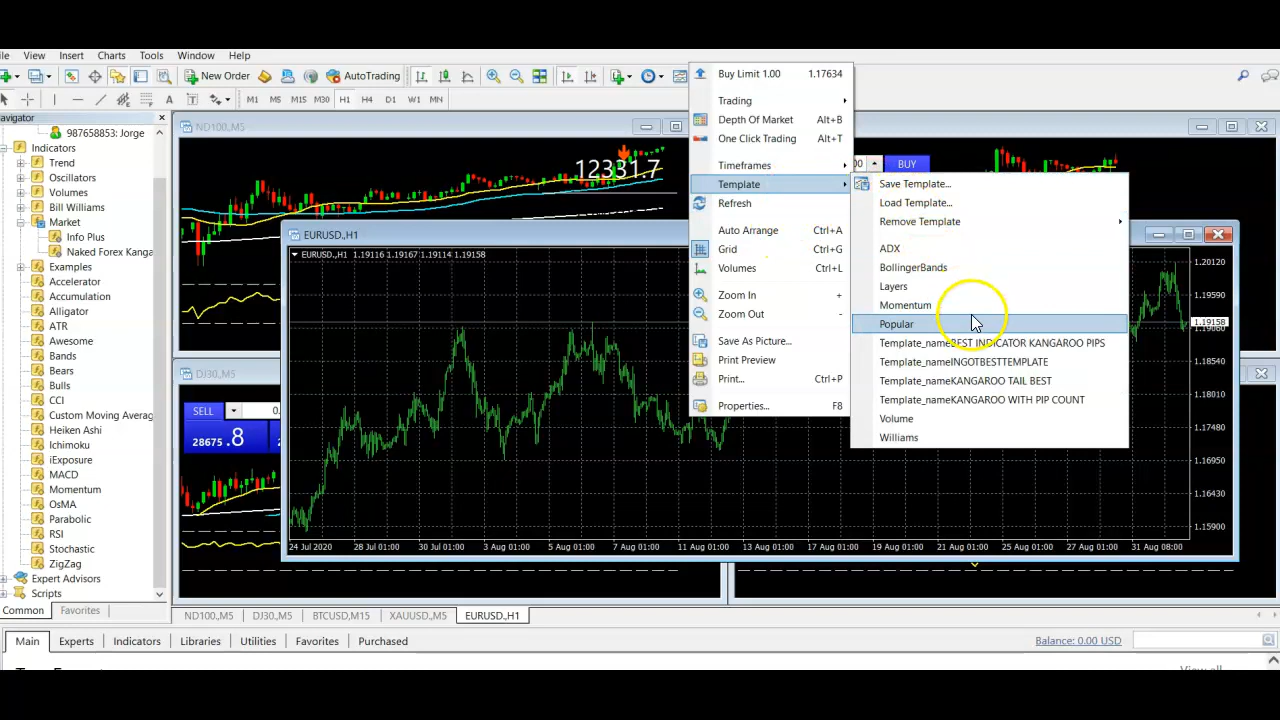 ile View Insert Charts Tools Window Help
New Order AutoTrading
A T M1 M5 M15 M30 H1 H4 D1 W1 MN
avigator
987658853: Jorge
Indicators
Trend
Oscillators
Volumes
Bill Williams
Market
Info Plus
Naked Forex Kanga
Examples
Accelerator
Accumulation
Alligator
ATR
Awesome
Bands
Bears
Bulls
CCI
Custom Moving Average
Heiken Ashi
Ichimoku
iExposure
MACD
Momentum
OsMA
Parabolic
RSI
Stochastic
ZigZag
Expert Advisors
Scripts
Common Favorites
ND100.,M5
12331.7
DJ30.,M5
SELL 0.
28675.8
00 BUY
EURUSD.,H1
EURUSD.,H1 1.19116 1.19167 1.19114 1.19158
1.20120
1.19590
1.19158
1.18540
1.18010
1.17480
1.16950
1.16430
1.15900
24 Jul 2020 28 Jul 01:00 30 Jul 01:00 3 Aug 01:00 5 Aug 01:00 7 Aug 01:00 11 Aug 01:00 13 Aug 01:00 17 Aug 01:00 19 Aug 01:00 21 Aug 01:00 25 Aug 01:00 27 Aug 01:00 31 Aug 08:00
Buy Limit 1.00 1.17634
Trading
Depth Of Market Alt+B
One Click Trading Alt+T
Timeframes
Template
Refresh
Auto Arrange Ctrl+A
Grid Ctrl+G
Volumes Ctrl+L
Zoom In +
Zoom Out -
Save As Picture...
Print Preview
Print... Ctrl+P
Properties... F8
Save Template...
Load Template...
Remove Template
ADX
BollingerBands
Layers
Momentum
Popular
Template_nameBEST INDICATOR KANGAROO PIPS
Template_nameINGOTBESTTEMPLATE
Template_nameKANGAROO TAIL BEST
Template_nameKANGAROO WITH PIP COUNT
Volume
Williams
ND100.,M5 DJ30.,M5 BTCUSD,M15 XAUUSD.,M5 EURUSD.,H1
Main Experts Indicators Libraries Utilities Favorites Purchased Balance: 0.00 USD
View all